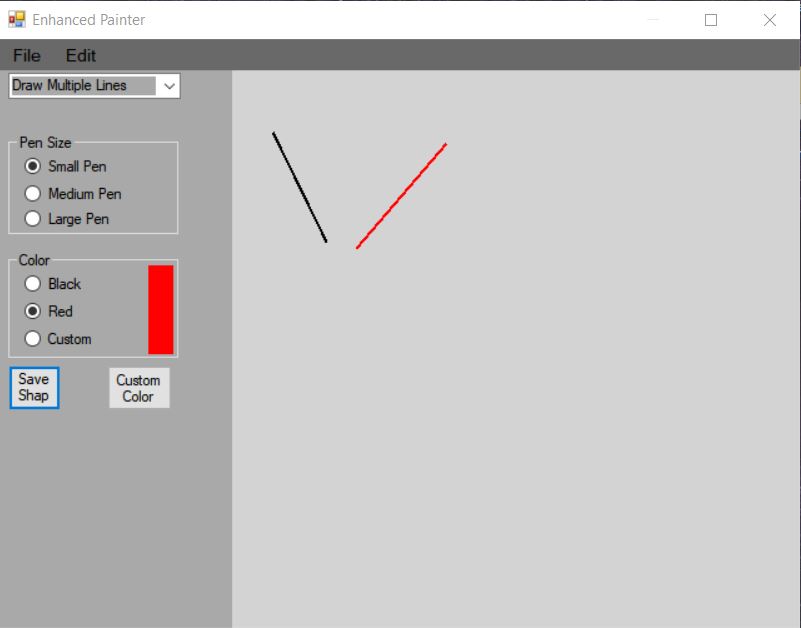 Enhanced Painter
File Edit
Draw Multiple Lines
Pen Size
Small Pen
Medium Pen
Large Pen
Color
Black
Red
Custom
Save
Shap
Custom
Color